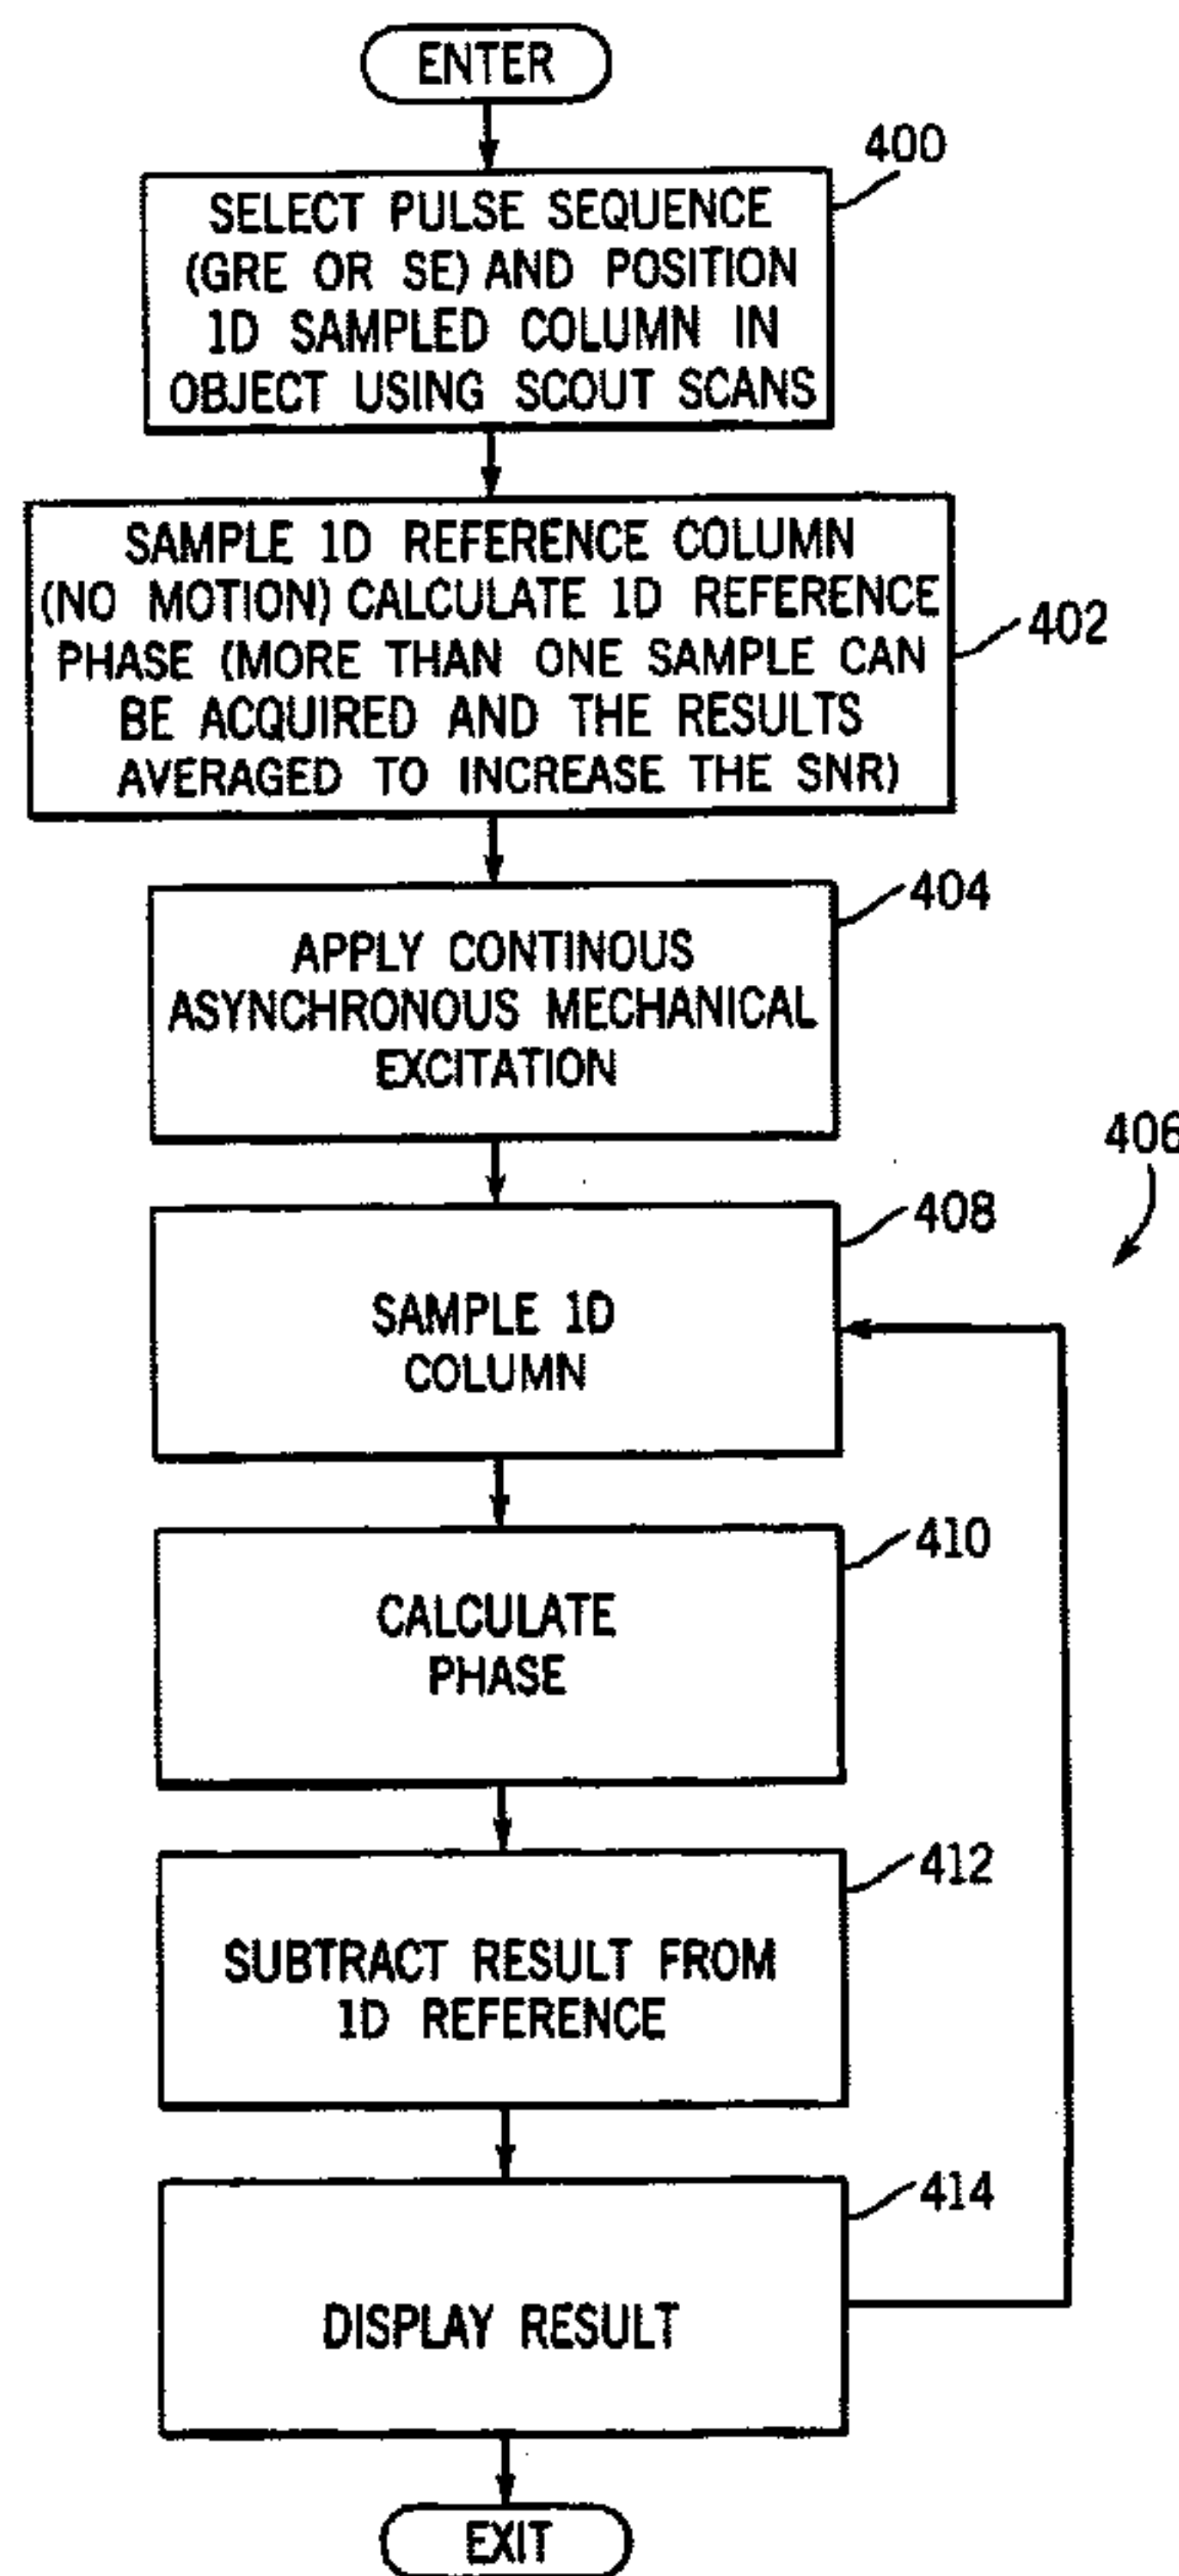 ENTER
400
SELECT PULSE SEQUENCE
(GRE OR SE) AND POSITION
1D SAMPLED COLUMN IN
OBJECT USING SCOUT SCANS
SAMPLE 1D REFERENCE COLUMN
(NO MOTION) CALCULATE 1D REFERENCE
PHASE (MORE THAN ONE SAMPLE CAN
BE ACQUIRED AND THE RESULTS
AVERAGED TO INCREASE THE SNR)
402
404
APPLY CONTINOUS
ASYNCHRONOUS MECHANICAL
EXCITATION
406
408
SAMPLE 1D
COLUMN
410
CALCULATE
PHASE
412
SUBTRACT RESULT FROM
1D REFERENCE
414
DISPLAY RESULT
EXIT